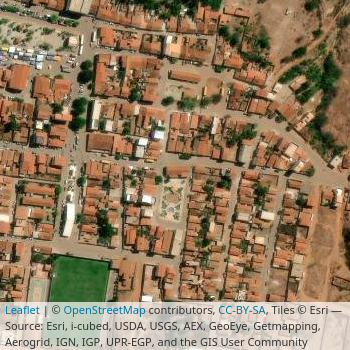 Leaflet | © OpenStreetMap contributors, CC-BY-SA, Tiles © Esri —
Source: Esri, i-cubed, USDA, USGS, AEX, GeoEye, Getmapping,
Aerogrid, IGN, IGP, UPR-EGP, and the GIS User Community